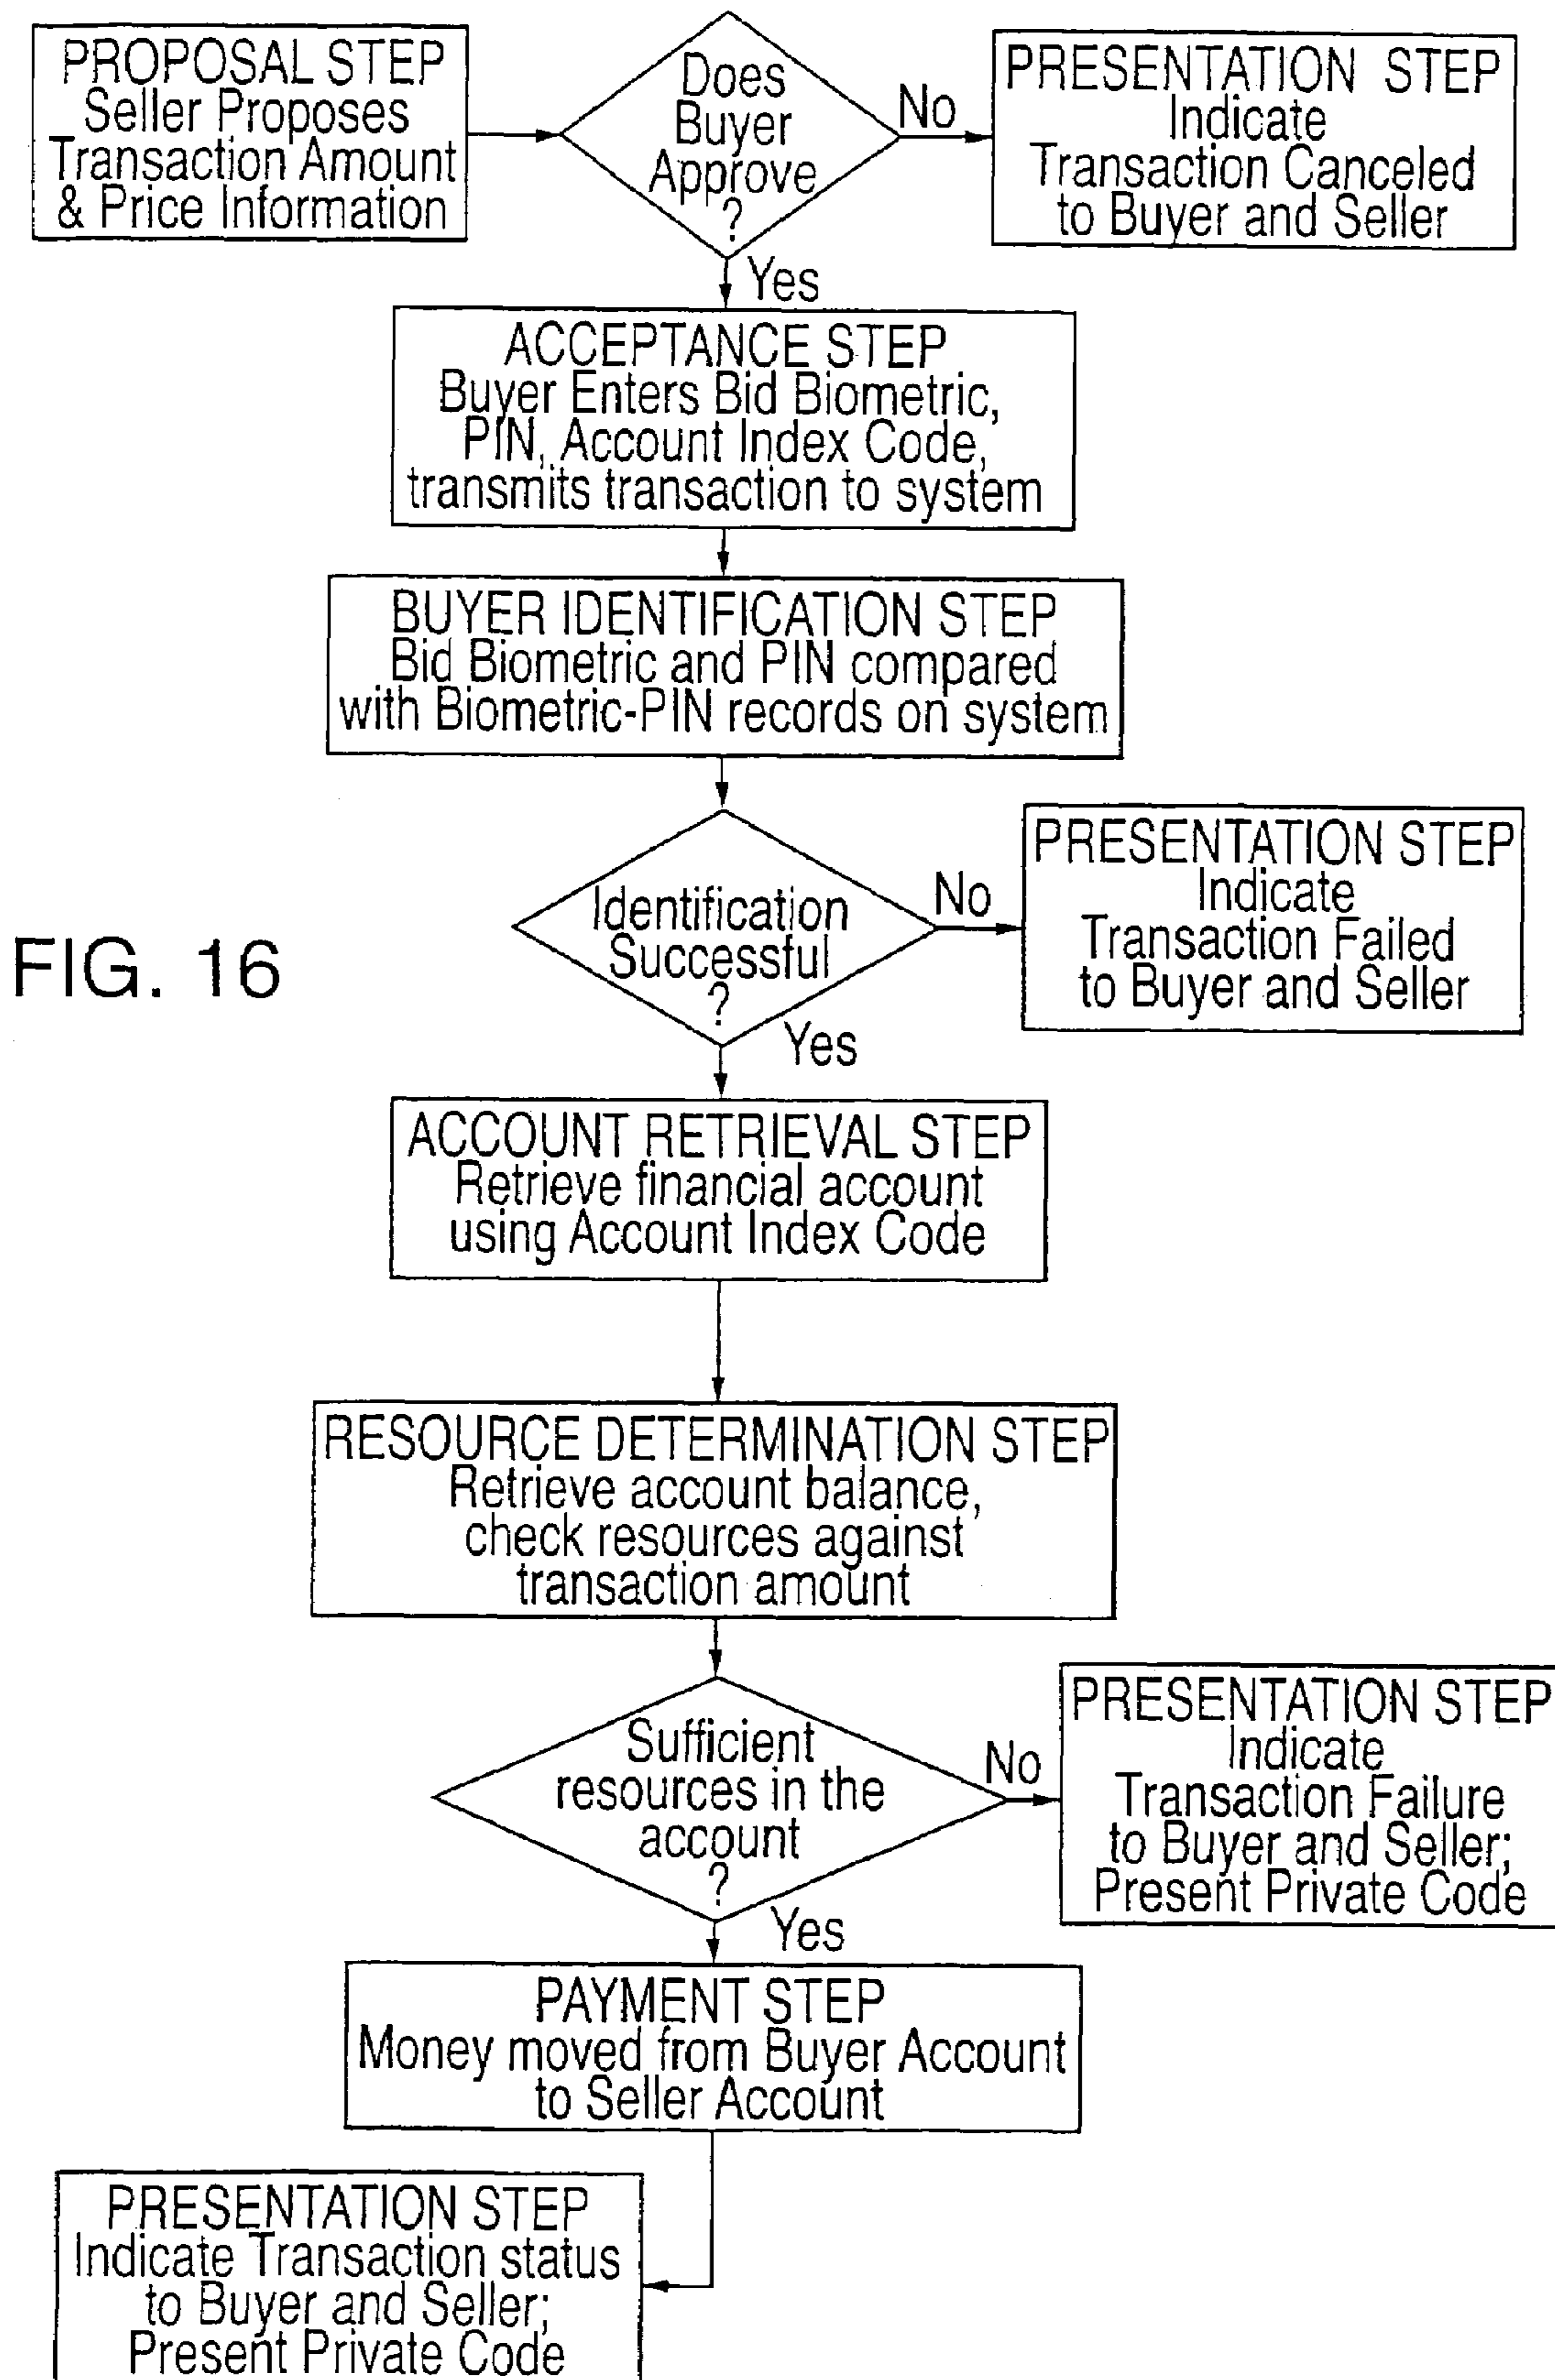 PROPOSAL STEP
Seller Proposes
Transaction Amount
& Price Information
Does
Buyer
Approve
?
No
PRESENTATION STEP
Indicate
Transaction Canceled
to Buyer and Seller
Yes
ACCEPTANCE STEP
Buyer Enters Bid Biometric,
PIN, Account Index Code,
transmits transaction to system
BUYER IDENTIFICATION STEP
Bid Biometric and PIN compared
with Biometric-PIN records on system
Identification
Successful
?
No
PRESENTATION STEP
Indicate
Transaction Failed
to Buyer and Seller
FIG. 16
Yes
ACCOUNT RETRIEVAL STEP
Retrieve financial account
using Account Index Code
RESOURCE DETERMINATION STEP
Retrieve account balance,
check resources against
transaction amount
Sufficient
resources in the
account
?
No
PRESENTATION STEP
Indicate
Transaction Failure
to Buyer and Seller;
Present Private Code
Yes
PAYMENT STEP
Money moved from Buyer Account
to Seller Account
PRESENTATION STEP
Indicate Transaction status
to Buyer and Seller;
Present Private Code